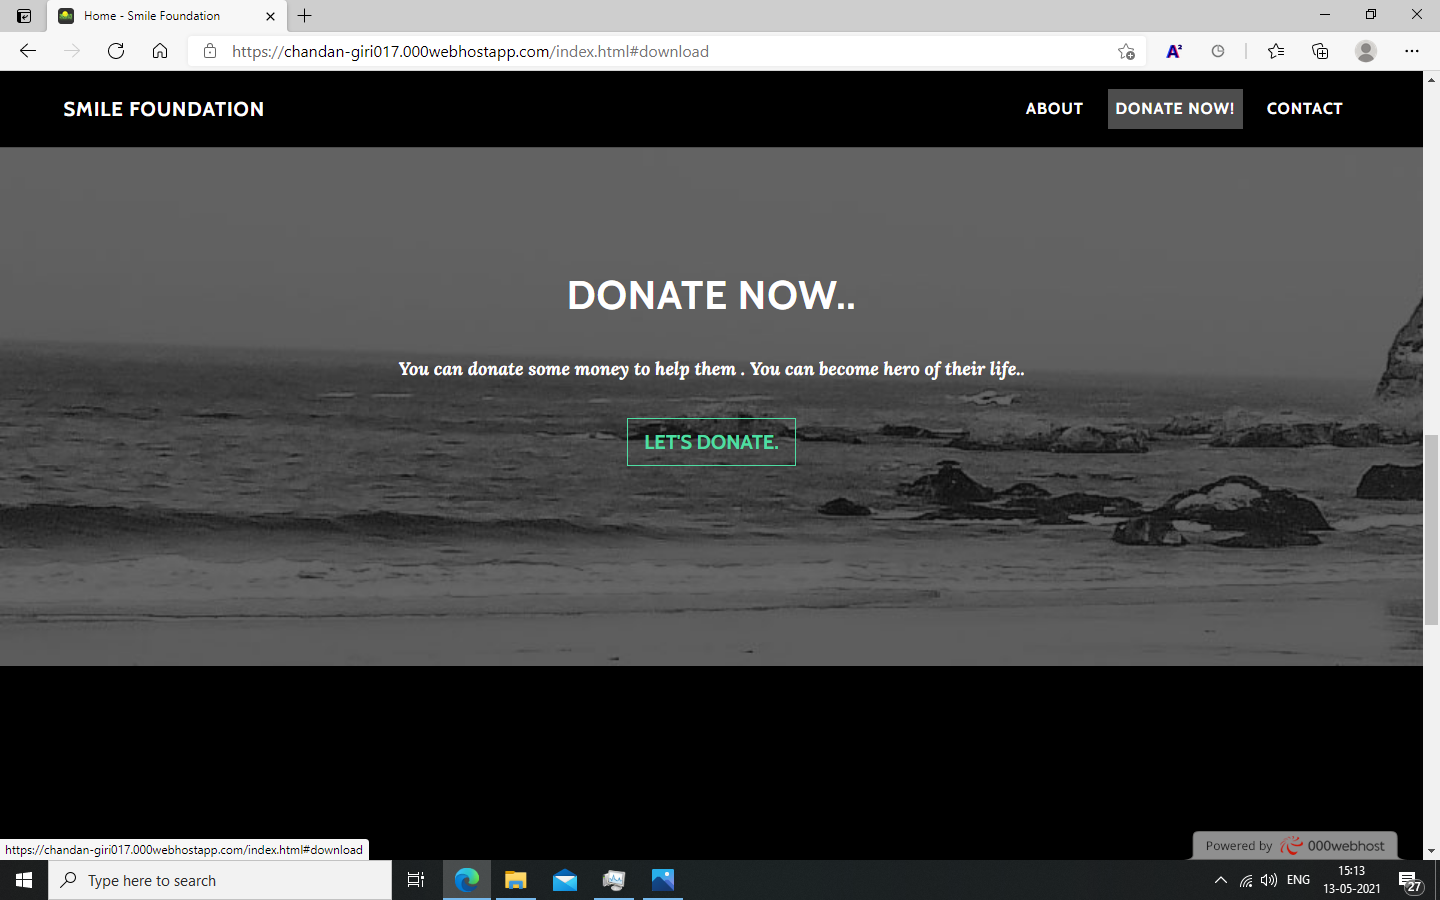 Home - Smile Foundation
https://chandan-giri017.000webhostapp.com/index.html#download
A²
SMILE FOUNDATION
ABOUT
DONATE NOW!
CONTACT
DONATE NOW..
You can donate some money to help them . You can become hero of their life..
LET'S DONATE.
https://chandan-giri017.000webhostapp.com/index.html#download
Powered by 000webhost
Type here to search
ENG
15:13
13-05-2021
27